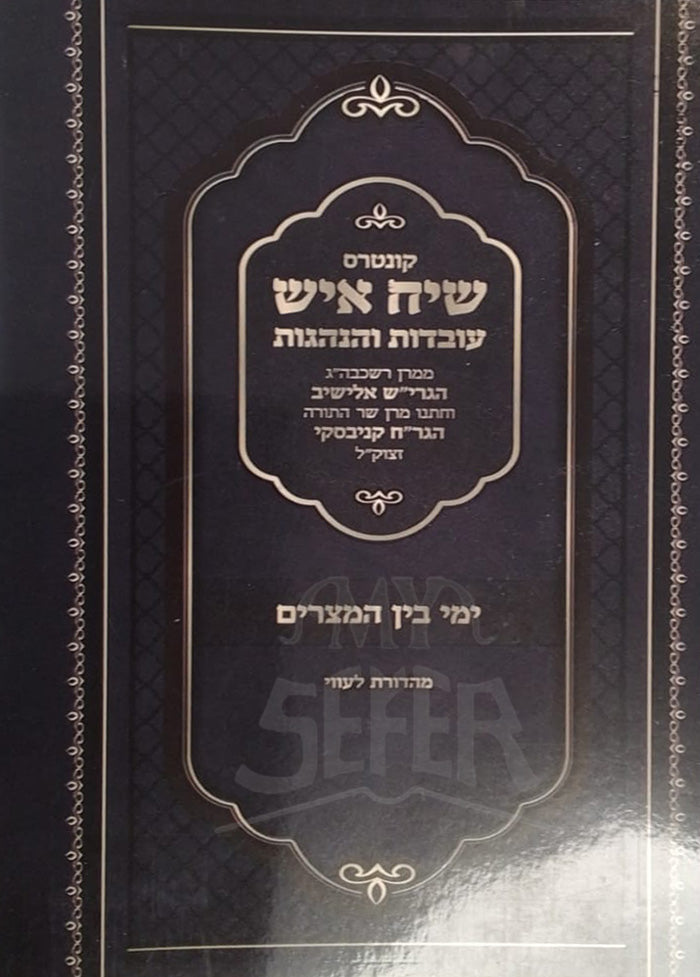 קונטרס
שיח איש
עובדות והנהגות
ממרן רשכבה״ג
הגרי״ש אלישיב
וחתנו מרן שר התורה
הגר״ח קניבסקי
זצוק״ל
ימי בין המצרים
MY
מהדורת לעווי
SEFER